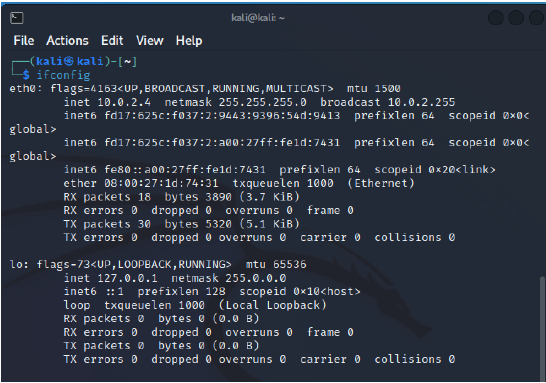 kali@kali: ~
File Actions Edit View Help
┌──(kali㉿kali)-[~]
└─$ ifconfig
eth0: flags=4163<UP,BROADCAST,RUNNING,MULTICAST>  mtu 1500
        inet 10.0.2.4  netmask 255.255.255.0  broadcast 10.0.2.255
        inet6 fd17:625c:f037:2:9443:9396:54d:9413  prefixlen 64  scopeid 0×0<
global>
        inet6 fd17:625c:f037:2:a00:27ff:fe1d:7431  prefixlen 64  scopeid 0×0<
global>
        inet6 fe80::a00:27ff:fe1d:7431  prefixlen 64  scopeid 0×20<link>
        ether 08:00:27:1d:74:31  txqueuelen 1000  (Ethernet)
        RX packets 18  bytes 3890 (3.7 KiB)
        RX errors 0  dropped 0  overruns 0  frame 0
        TX packets 30  bytes 5320 (5.1 KiB)
        TX errors 0  dropped 0 overruns 0  carrier 0  collisions 0

lo: flags=73<UP,LOOPBACK,RUNNING>  mtu 65536
        inet 127.0.0.1  netmask 255.0.0.0
        inet6 ::1  prefixlen 128  scopeid 0×10<host>
        loop  txqueuelen 1000  (Local Loopback)
        RX packets 0  bytes 0 (0.0 B)
        RX errors 0  dropped 0  overruns 0  frame 0
        TX packets 0  bytes 0 (0.0 B)
        TX errors 0  dropped 0 overruns 0  carrier 0  collisions 0